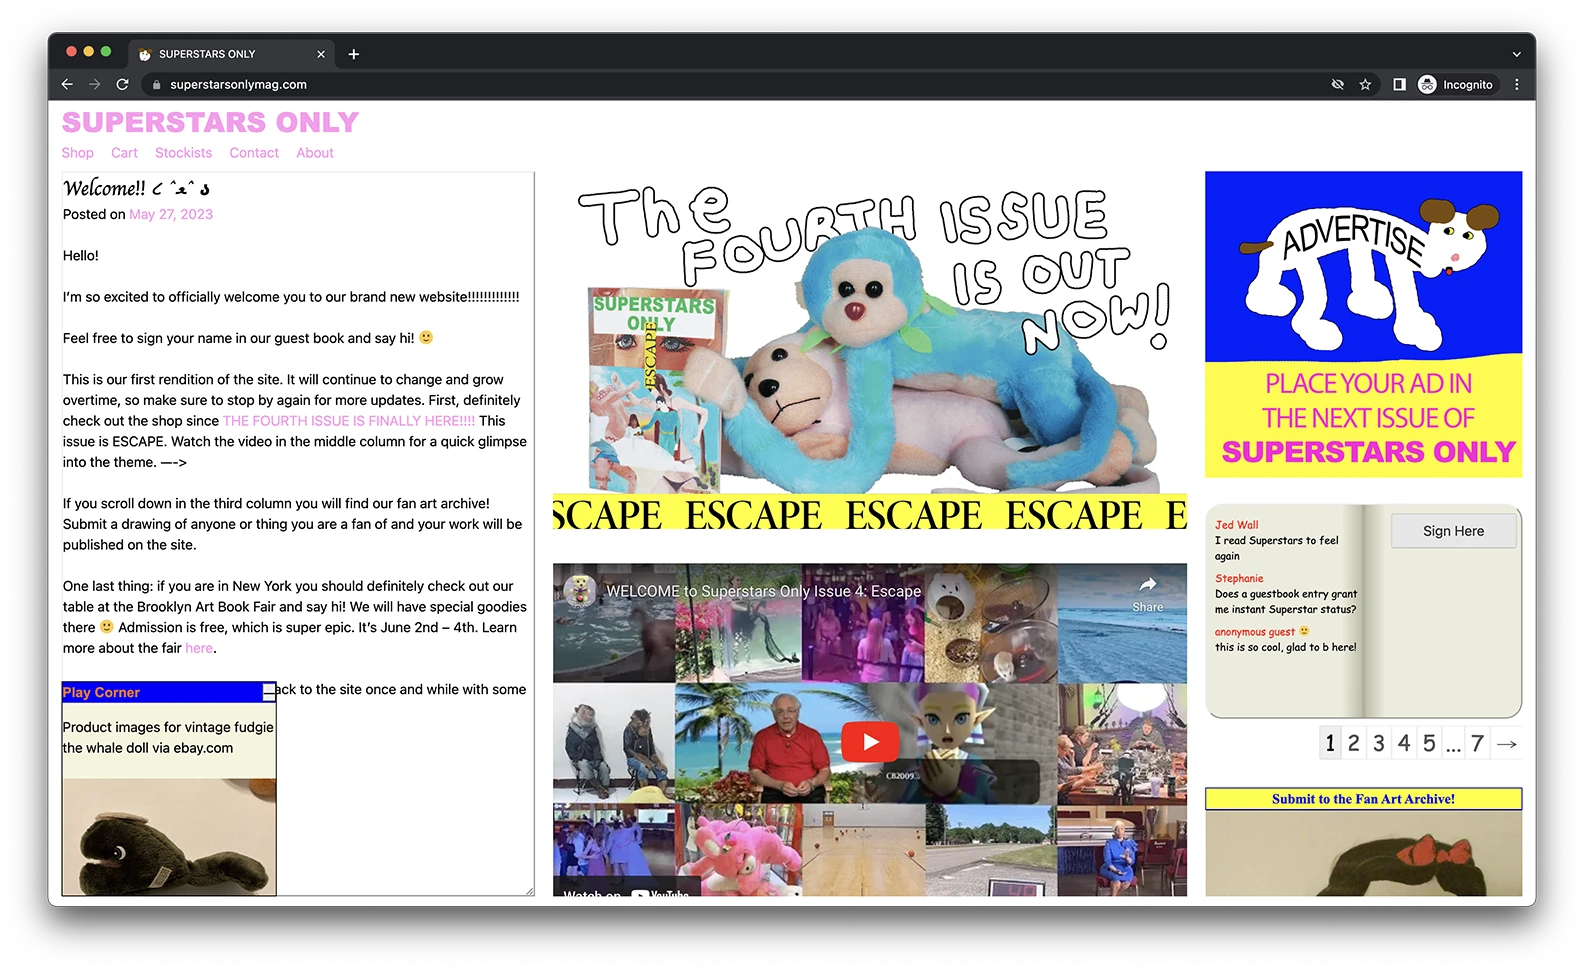 SUPERSTARS ONLY
superstarsonlymag.com
Incognito
SUPERSTARS ONLY
Shop Cart Stockists Contact About
Welcome!! ૮ ˆﻌˆ ა
Posted on May 27, 2023
Hello!
I'm so excited to officially welcome you to our brand new website!!!!!!!!!!!!!
Feel free to sign your name in our guest book and say hi! 🙂
This is our first rendition of the site. It will continue to change and grow
overtime, so make sure to stop by again for more updates. First, definitely
check out the shop since THE FOURTH ISSUE IS FINALLY HERE!!!! This
issue is ESCAPE. Watch the video in the middle column for a quick glimpse
into the theme. —->
If you scroll down in the third column you will find our fan art archive!
Submit a drawing of anyone or thing you are a fan of and your work will be
published on the site.
One last thing: if you are in New York you should definitely check out our
table at the Brooklyn Art Book Fair and say hi! We will have special goodies
there 🙂 Admission is free, which is super epic. It's June 2nd – 4th. Learn
more about the fair here.
ack to the site once and while with some
Play Corner
Product images for vintage fudgie
the whale doll via ebay.com
The
FOURTH ISSUE
IS OUT
NOW!
SUPERSTARS
ONLY
ESCAPE
SCAPE ESCAPE ESCAPE ESCAPE E
WELCOME to Superstars Only Issue 4: Escape
Share
CB2009...
Watch on YouTube
ADVERTISE
PLACE YOUR AD IN
THE NEXT ISSUE OF
SUPERSTARS ONLY
Jed Wall
I read Superstars to feel
again
Stephanie
Does a guestbook entry grant
me instant Superstar status?
anonymous guest 🙂
this is so cool, glad to b here!
Sign Here
1 2 3 4 5 ... 7 →
Submit to the Fan Art Archive!